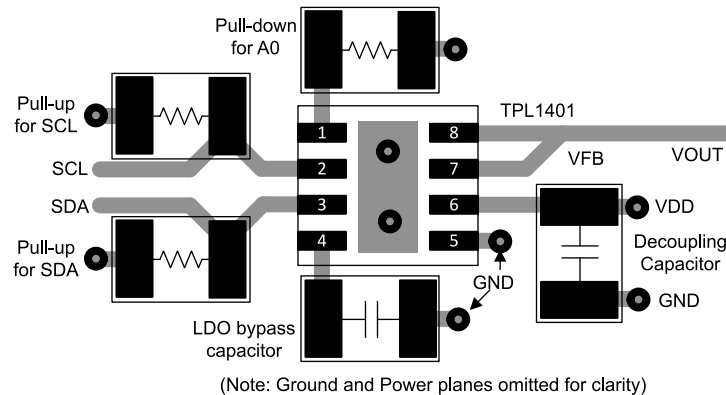 Pull-down
for A0
Pull-up
for SCL
SCL
SDA
Pull-up
for SDA
1
2
3
4
8
7
6
5
TPL1401
VFB
VOUT
VDD
Decoupling
Capacitor
GND
GND
LDO bypass
capacitor
(Note: Ground and Power planes omitted for clarity)